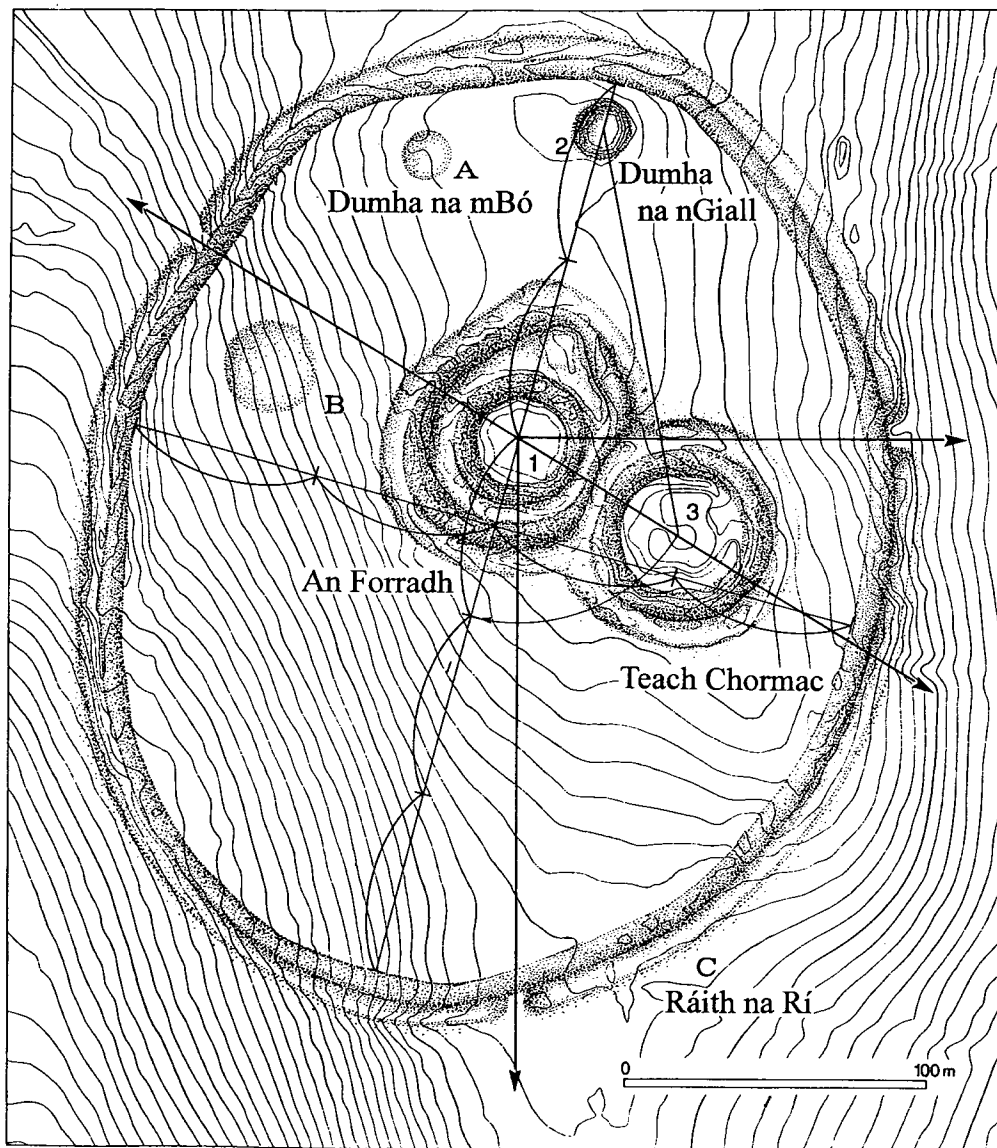 A
Dumha na mBó
2
Dumha
na nGiall
B
1
3
An Forradh
Teach Chormac
C
Ráith na Rí
0 100 m